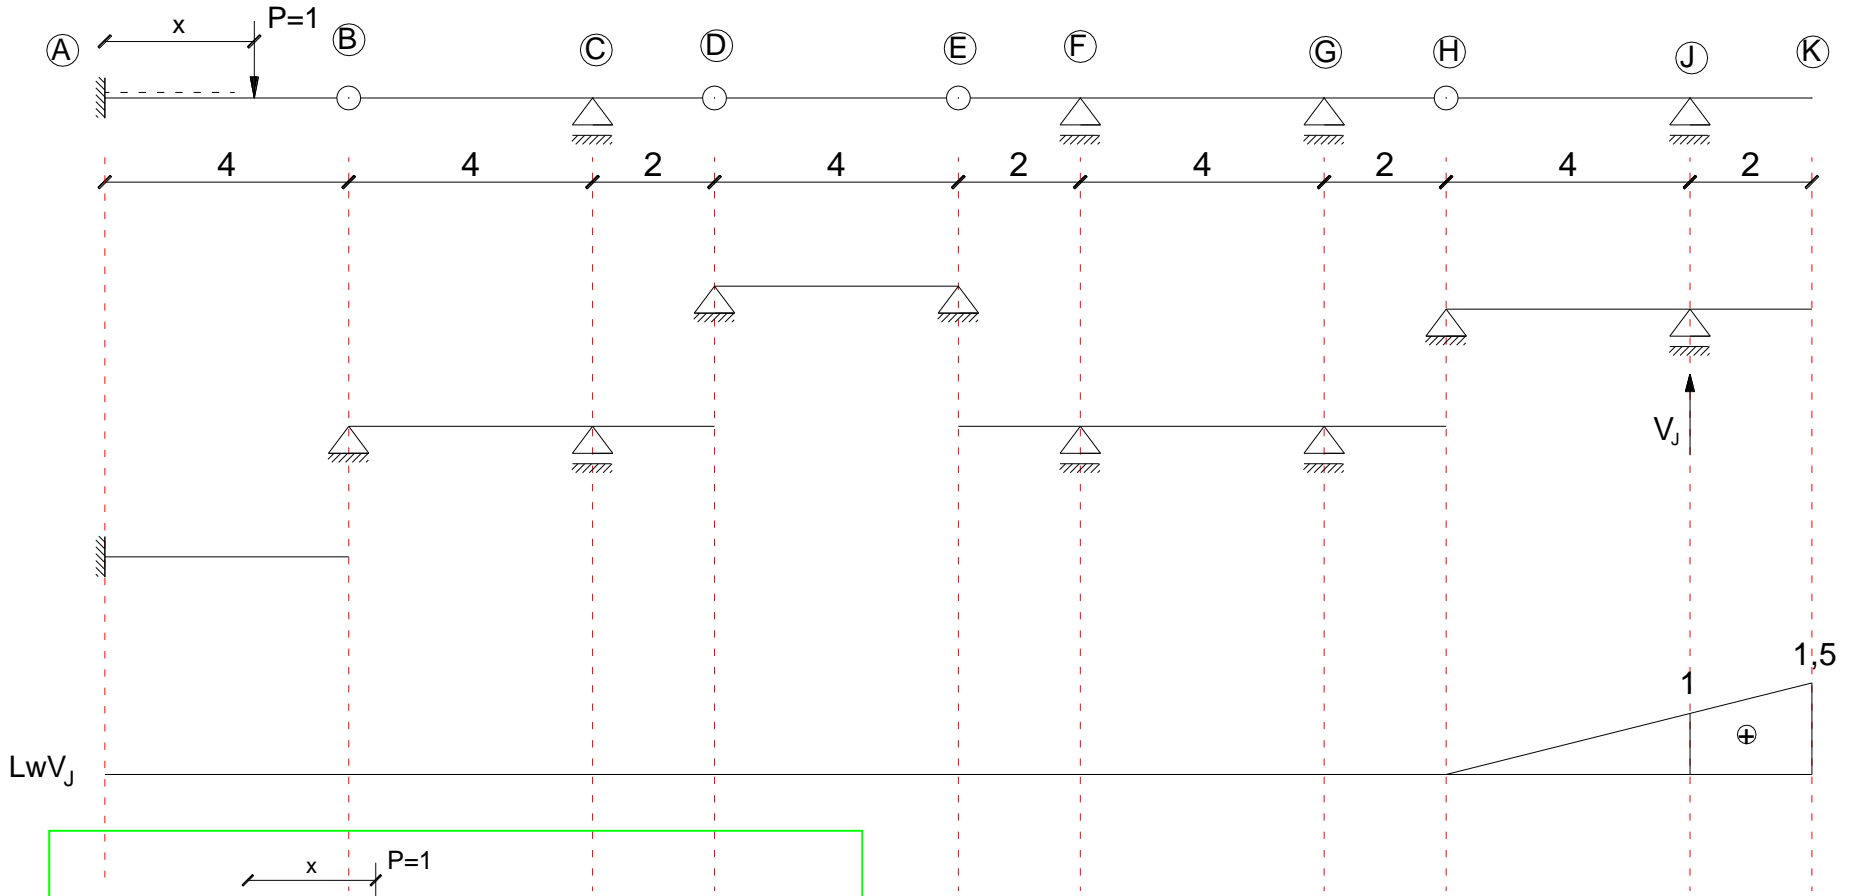 x P=1
A B C D E F G H J K
4 4 2 4 2 4 2 4 2
V_J
1 1,5
+
LwV_J
x P=1